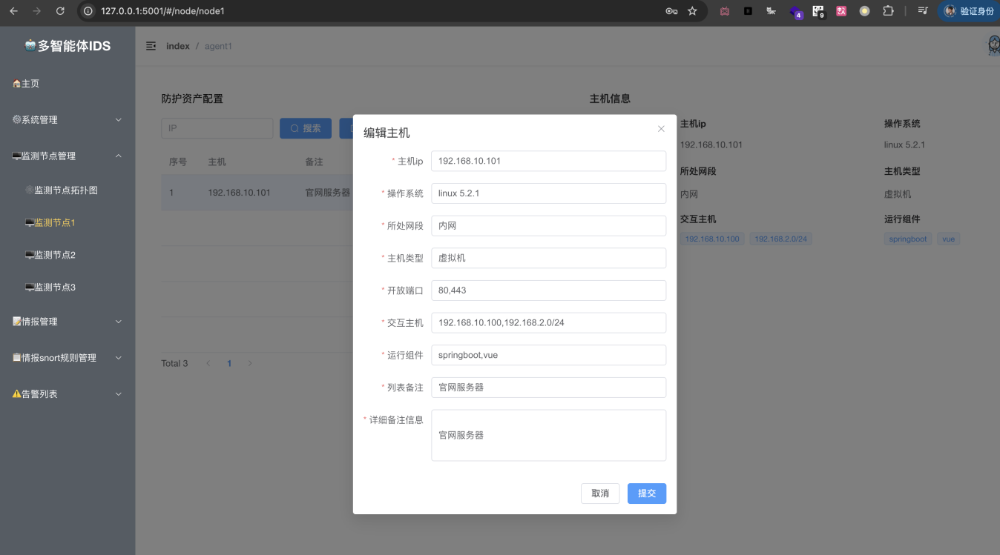 127.0.0.1:5001/#/node/node1
4
9
验证身份
多智能体IDS
index / agent1
主页
系统管理
监测节点管理
监测节点拓扑图
监测节点1
监测节点2
监测节点3
情报管理
情报snort规则管理
告警列表
防护资产配置
IP
搜索
序号 主机 备注
1 192.168.10.101 官网服务器
Total 3
1
编辑主机
* 主机ip 192.168.10.101
* 操作系统 linux 5.2.1
* 所处网段 内网
* 主机类型 虚拟机
* 开放端口 80,443
* 交互主机 192.168.10.100,192.168.2.0/24
* 运行组件 springboot,vue
* 列表备注 官网服务器
* 详细备注信息 官网服务器
取消 提交
主机信息
主机ip 操作系统
192.168.10.101 linux 5.2.1
所处网段 主机类型
内网 虚拟机
交互主机 运行组件
192.168.10.100 192.168.2.0/24 springboot vue